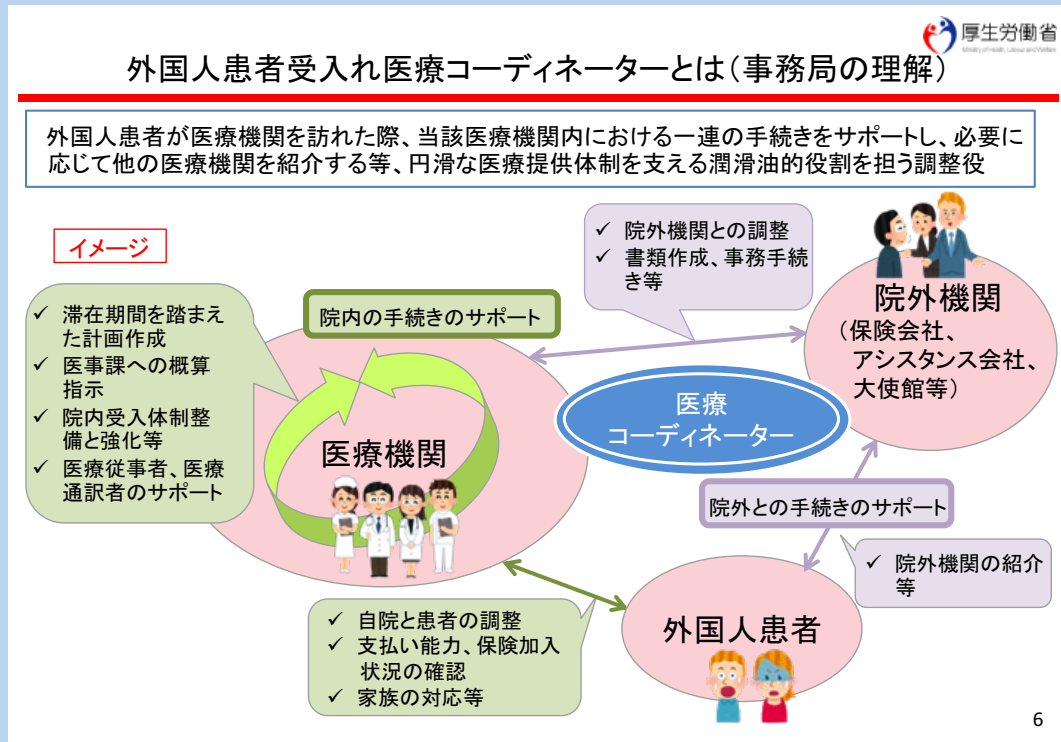 厚生労働省
Ministry of Health, Labour and Welfare
外国人患者受入れ医療コーディネーターとは(事務局の理解)
外国人患者が医療機関を訪れた際、当該医療機関内における一連の手続きをサポートし、必要に
応じて他の医療機関を紹介する等、円滑な医療提供体制を支える潤滑油的役割を担う調整役
イメージ
✓ 院外機関との調整
✓ 書類作成、事務手続
き等
院外機関
(保険会社、
アシスタンス会社、
大使館等)
✓ 滞在期間を踏まえ
た計画作成
✓ 医事課への概算
指示
✓ 院内受入体制整
備と強化等
✓ 医療従事者、医療
通訳者のサポート
院内の手続きのサポート
医療機関
医療
コーディネーター
院外との手続きのサポート
✓ 院外機関の紹介
等
✓ 自院と患者の調整
✓ 支払い能力、保険加入
状況の確認
✓ 家族の対応等
外国人患者
6